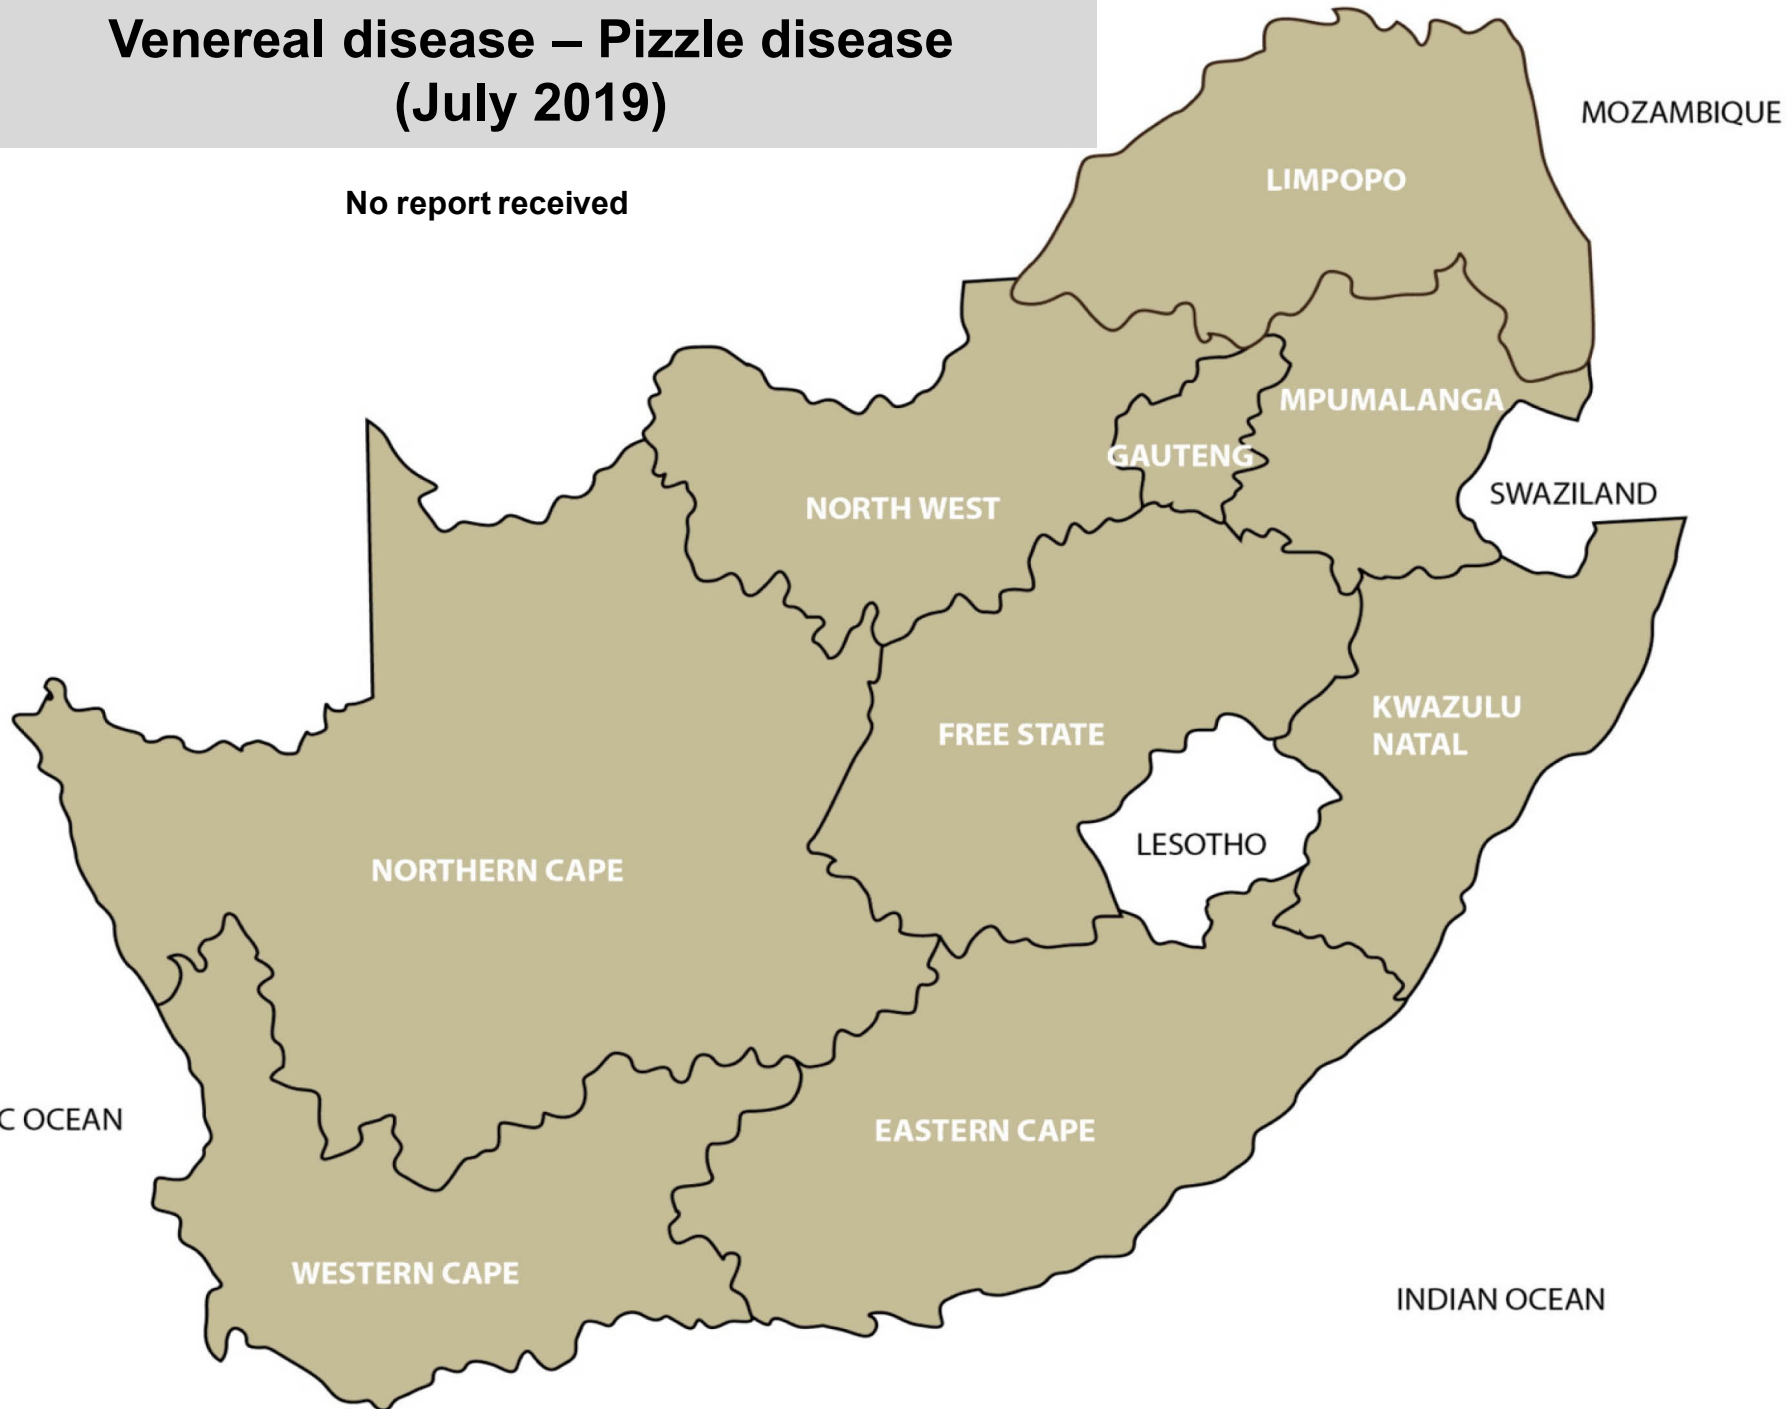 Venereal disease – Pizzle disease
(July 2019)
No report received
MOZAMBIQUE
LIMPOPO
MPUMALANGA
GAUTENG
SWAZILAND
NORTH WEST
KWAZULU
NATAL
FREE STATE
LESOTHO
NORTHERN CAPE
C OCEAN
EASTERN CAPE
WESTERN CAPE
INDIAN OCEAN